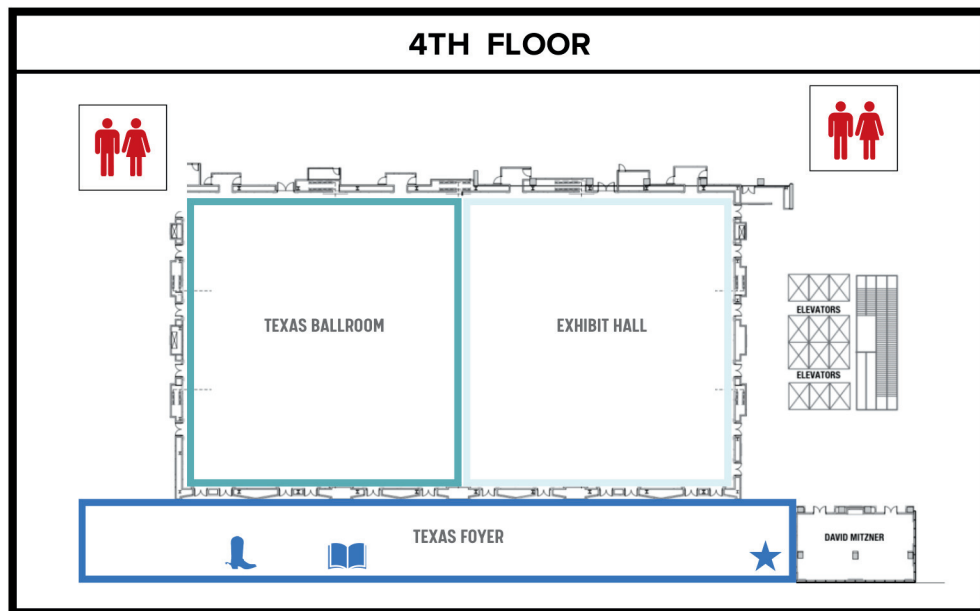 4TH FLOOR
ELEVATORS
TEXAS BALLROOM
EXHIBIT HALL
ELEVATORS
TEXAS FOYER
DAVID MITZNER